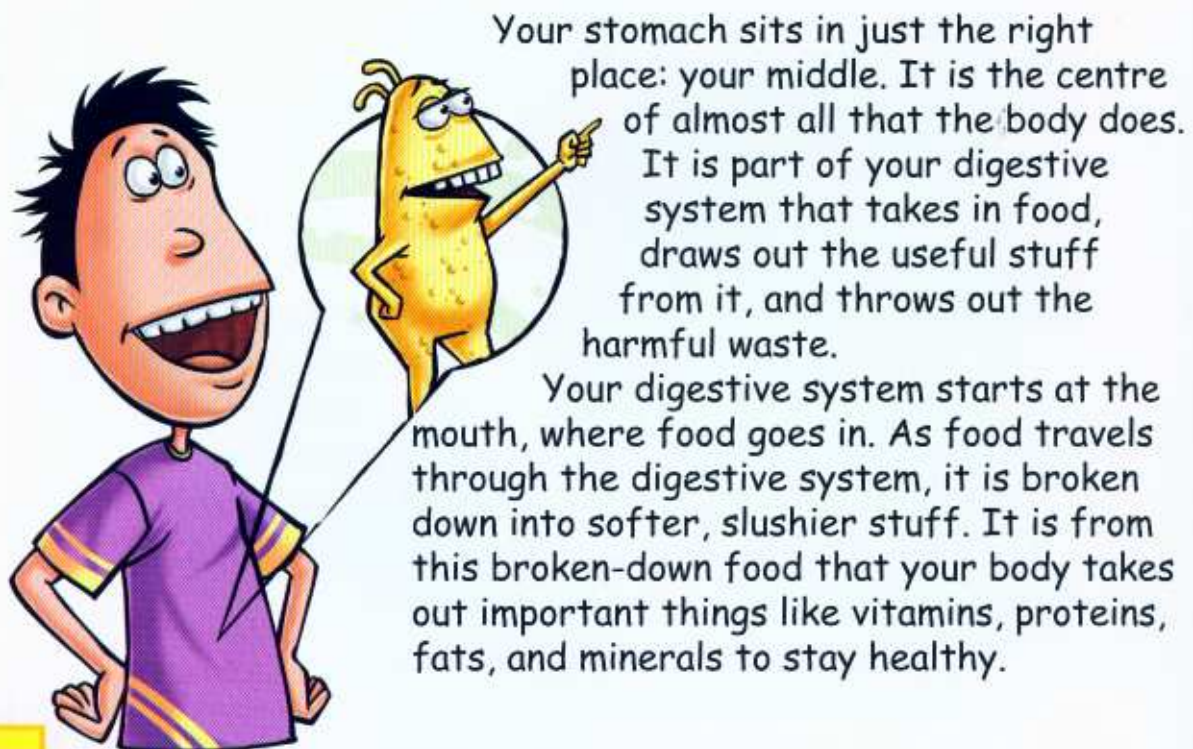 Your stomach sits in just the right
place: your middle. It is the centre
of almost all that the body does.
It is part of your digestive
system that takes in food,
draws out the useful stuff
from it, and throws out the
harmful waste.
Your digestive system starts at the
mouth, where food goes in. As food travels
through the digestive system, it is broken
down into softer, slushier stuff. It is from
this broken-down food that your body takes
out important things like vitamins, proteins,
fats, and minerals to stay healthy.